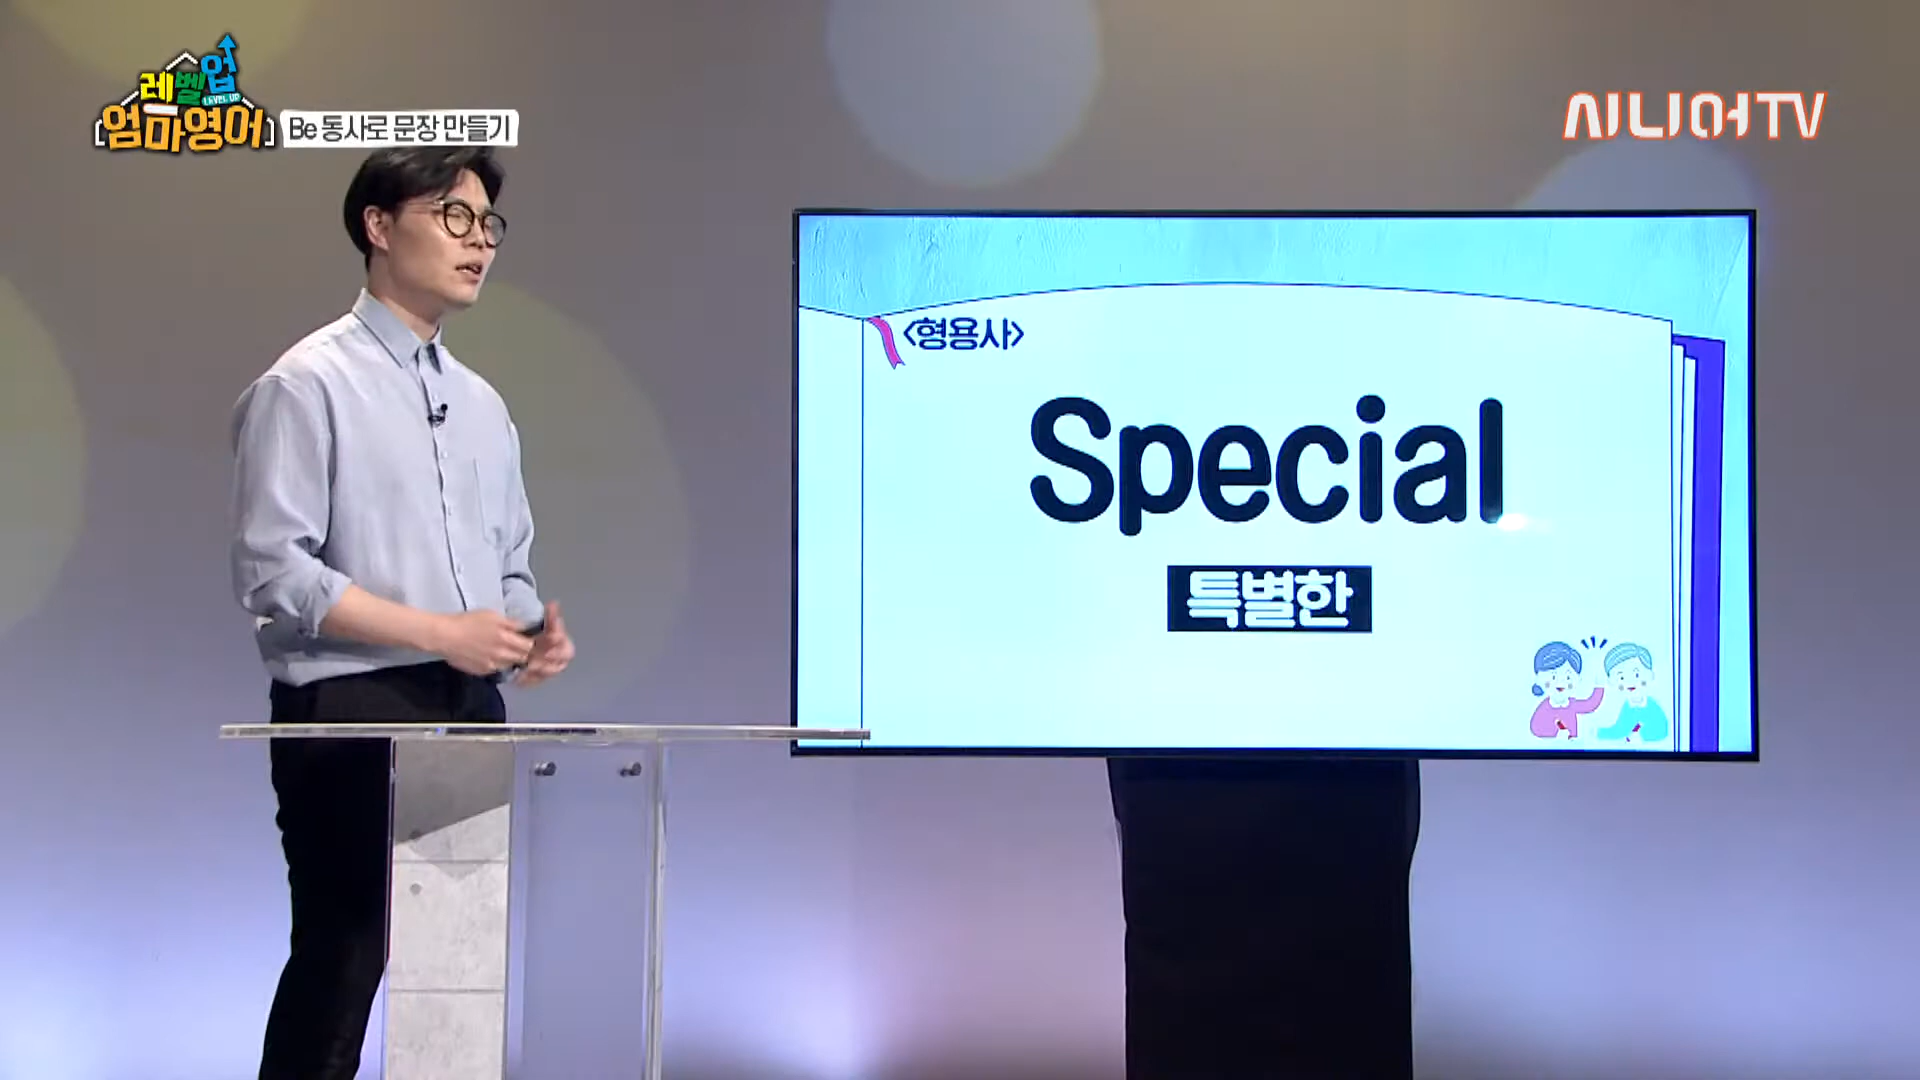 레벨업
LEVEL UP
엄마영어
Be 동사로 문장 만들기
시니어TV
<형용사>
Special
특별한